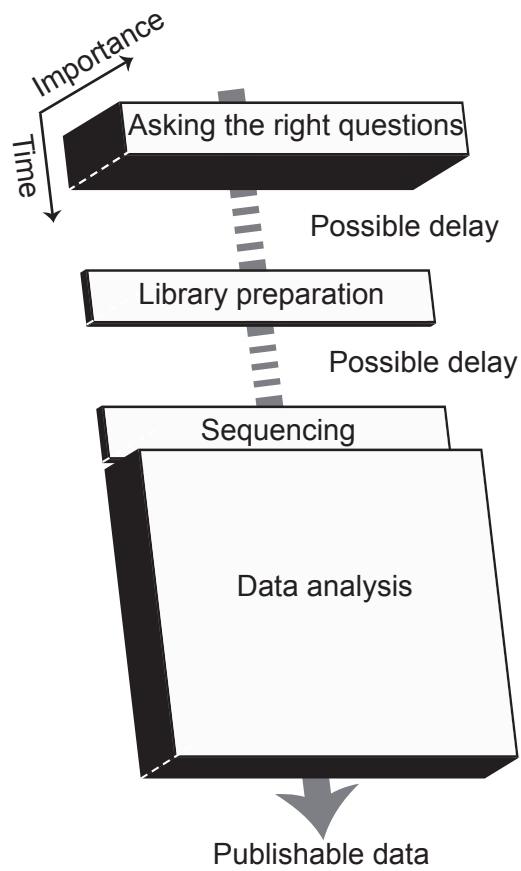 Importance
Time
Asking the right questions
Possible delay
Library preparation
Possible delay
Sequencing
Data analysis
Publishable data